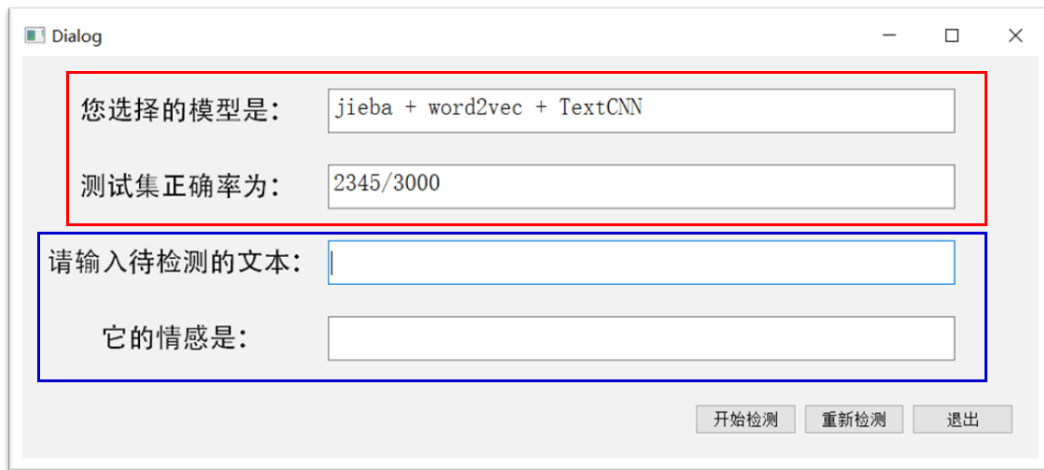 Dialog
您选择的模型是： jieba + word2vec + TextCNN
测试集正确率为： 2345/3000
请输入待检测的文本：
它的情感是：
开始检测 重新检测 退出